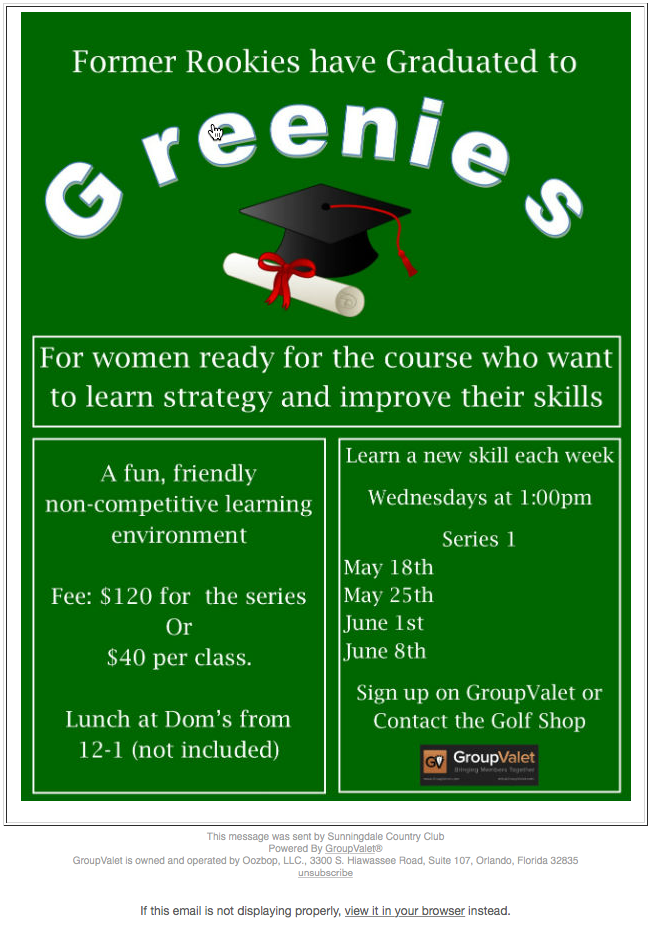 Former Rookies have Graduated to
Greenies
For women ready for the course who want
to learn strategy and improve their skills
A fun, friendly
non-competitive learning
environment
Fee: $120 for the series
Or
$40 per class.
Lunch at Dom's from
12-1 (not included)
Learn a new skill each week
Wednesdays at 1:00pm
Series 1
May 18th
May 25th
June 1st
June 8th
Sign up on GroupValet or
Contact the Golf Shop
GV GroupValet
Bringing Members Together
This message was sent by Sunningdale Country Club
Powered By GroupValet®
GroupValet is owned and operated by Oozbop, LLC., 3300 S. Hiawassee Road, Suite 107, Orlando, Florida 32835
unsubscribe
If this email is not displaying properly, view it in your browser instead.